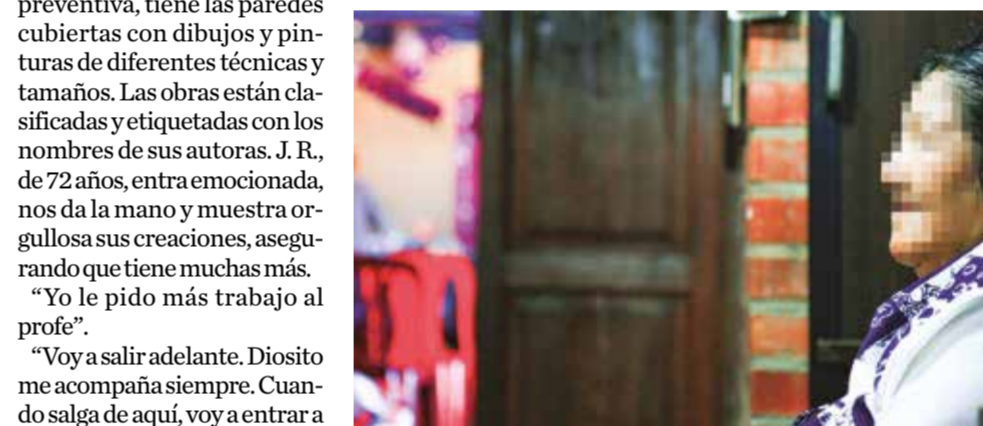 preventiva, tiene las paredes
cubiertas con dibujos y pin-
turas de diferentes técnicas y
tamaños. Las obras están cla-
sificadas y etiquetadas con los
nombres de sus autoras. J. R.,
de 72 años, entra emocionada,
nos da la mano y muestra or-
gullosa sus creaciones, asegu-
rando que tiene muchas más.
“Yo le pido más trabajo al
profe”.
“Voy a salir adelante. Diosito
me acompaña siempre. Cuan-
do salga de aquí, voy a entrar a